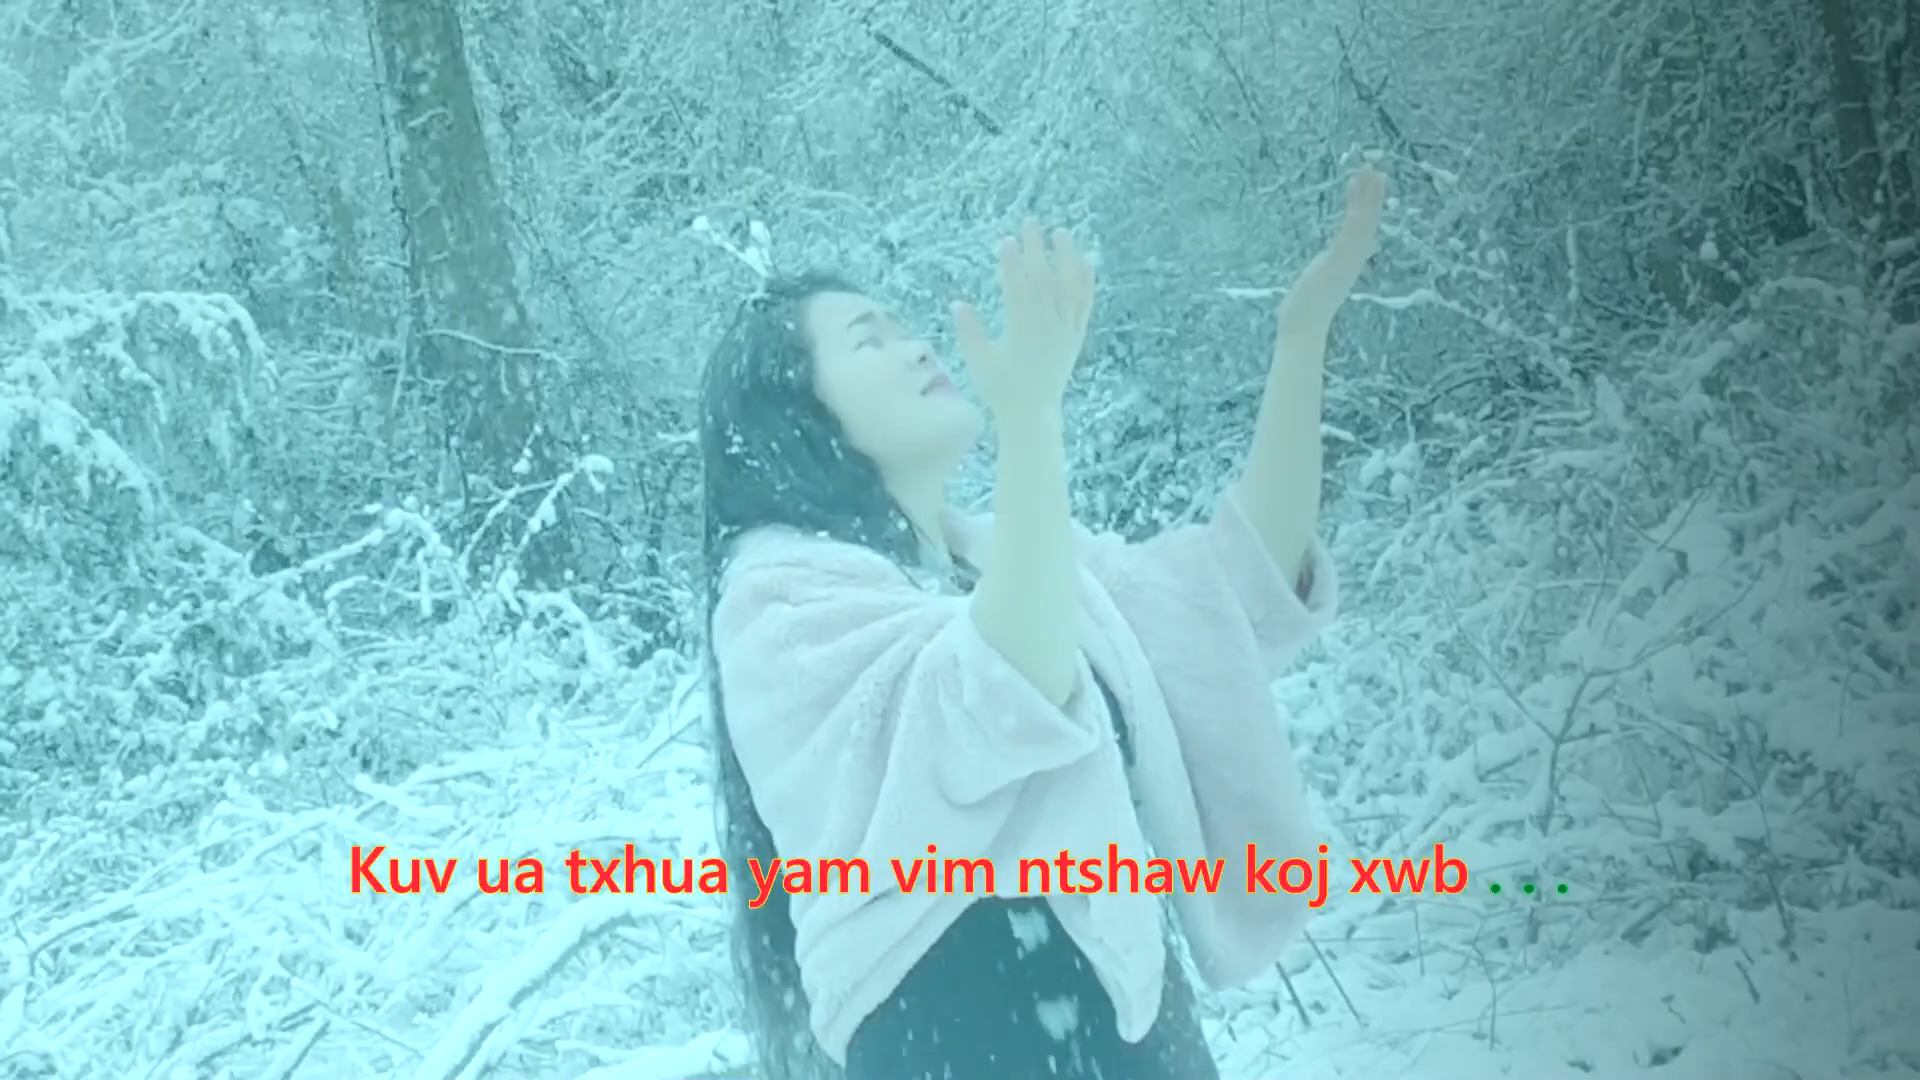 Kuv ua txhua yam vim ntshaw koj xwb . . .